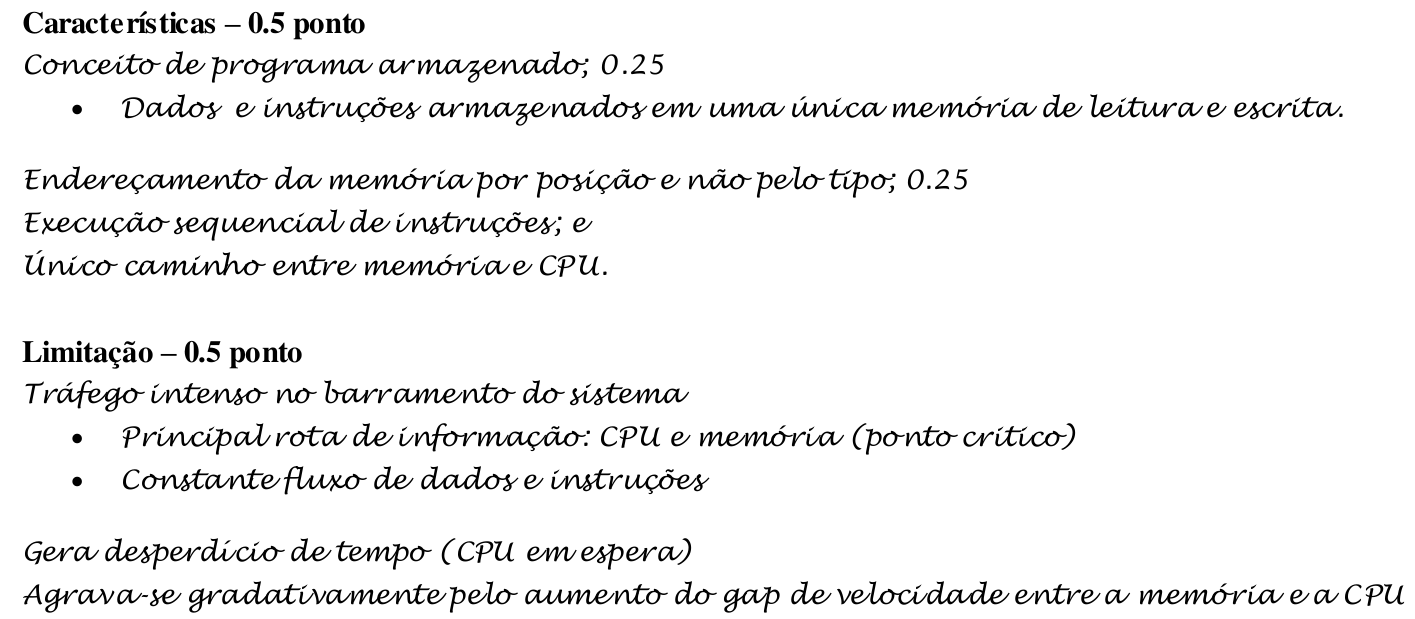 Características – 0.5 ponto
Conceito de programa armazenado; 0.25
• Dados e instruções armazenados em uma única memória de leitura e escrita.
Endereçamento da memória por posição e não pelo tipo; 0.25
Execução sequencial de instruções; e
Único caminho entre memória e CPU.
Limitação – 0.5 ponto
Tráfego intenso no barramento do sistema
• Principal rota de informação: CPU e memória (ponto crítico)
• Constante fluxo de dados e instruções
Gera desperdício de tempo (CPU em espera)
Agrava-se gradativamente pelo aumento do gap de velocidade entre a memória e a CPU